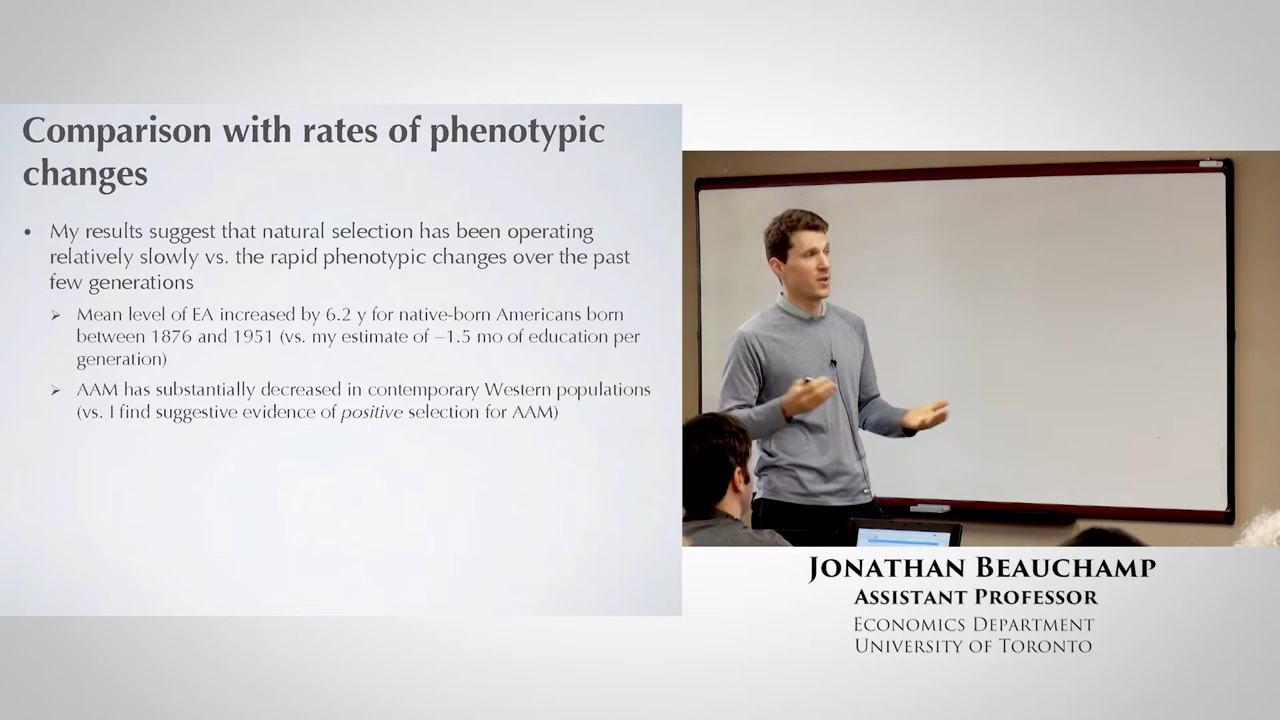 Comparison with rates of phenotypic
changes
• My results suggest that natural selection has been operating
relatively slowly vs. the rapid phenotypic changes over the past
few generations
➢ Mean level of EA increased by 6.2 y for native-born Americans born
between 1876 and 1951 (vs. my estimate of –1.5 mo of education per
generation)
➢ AAM has substantially decreased in contemporary Western populations
(vs. I find suggestive evidence of positive selection for AAM)
JONATHAN BEAUCHAMP
ASSISTANT PROFESSOR
ECONOMICS DEPARTMENT
UNIVERSITY OF TORONTO